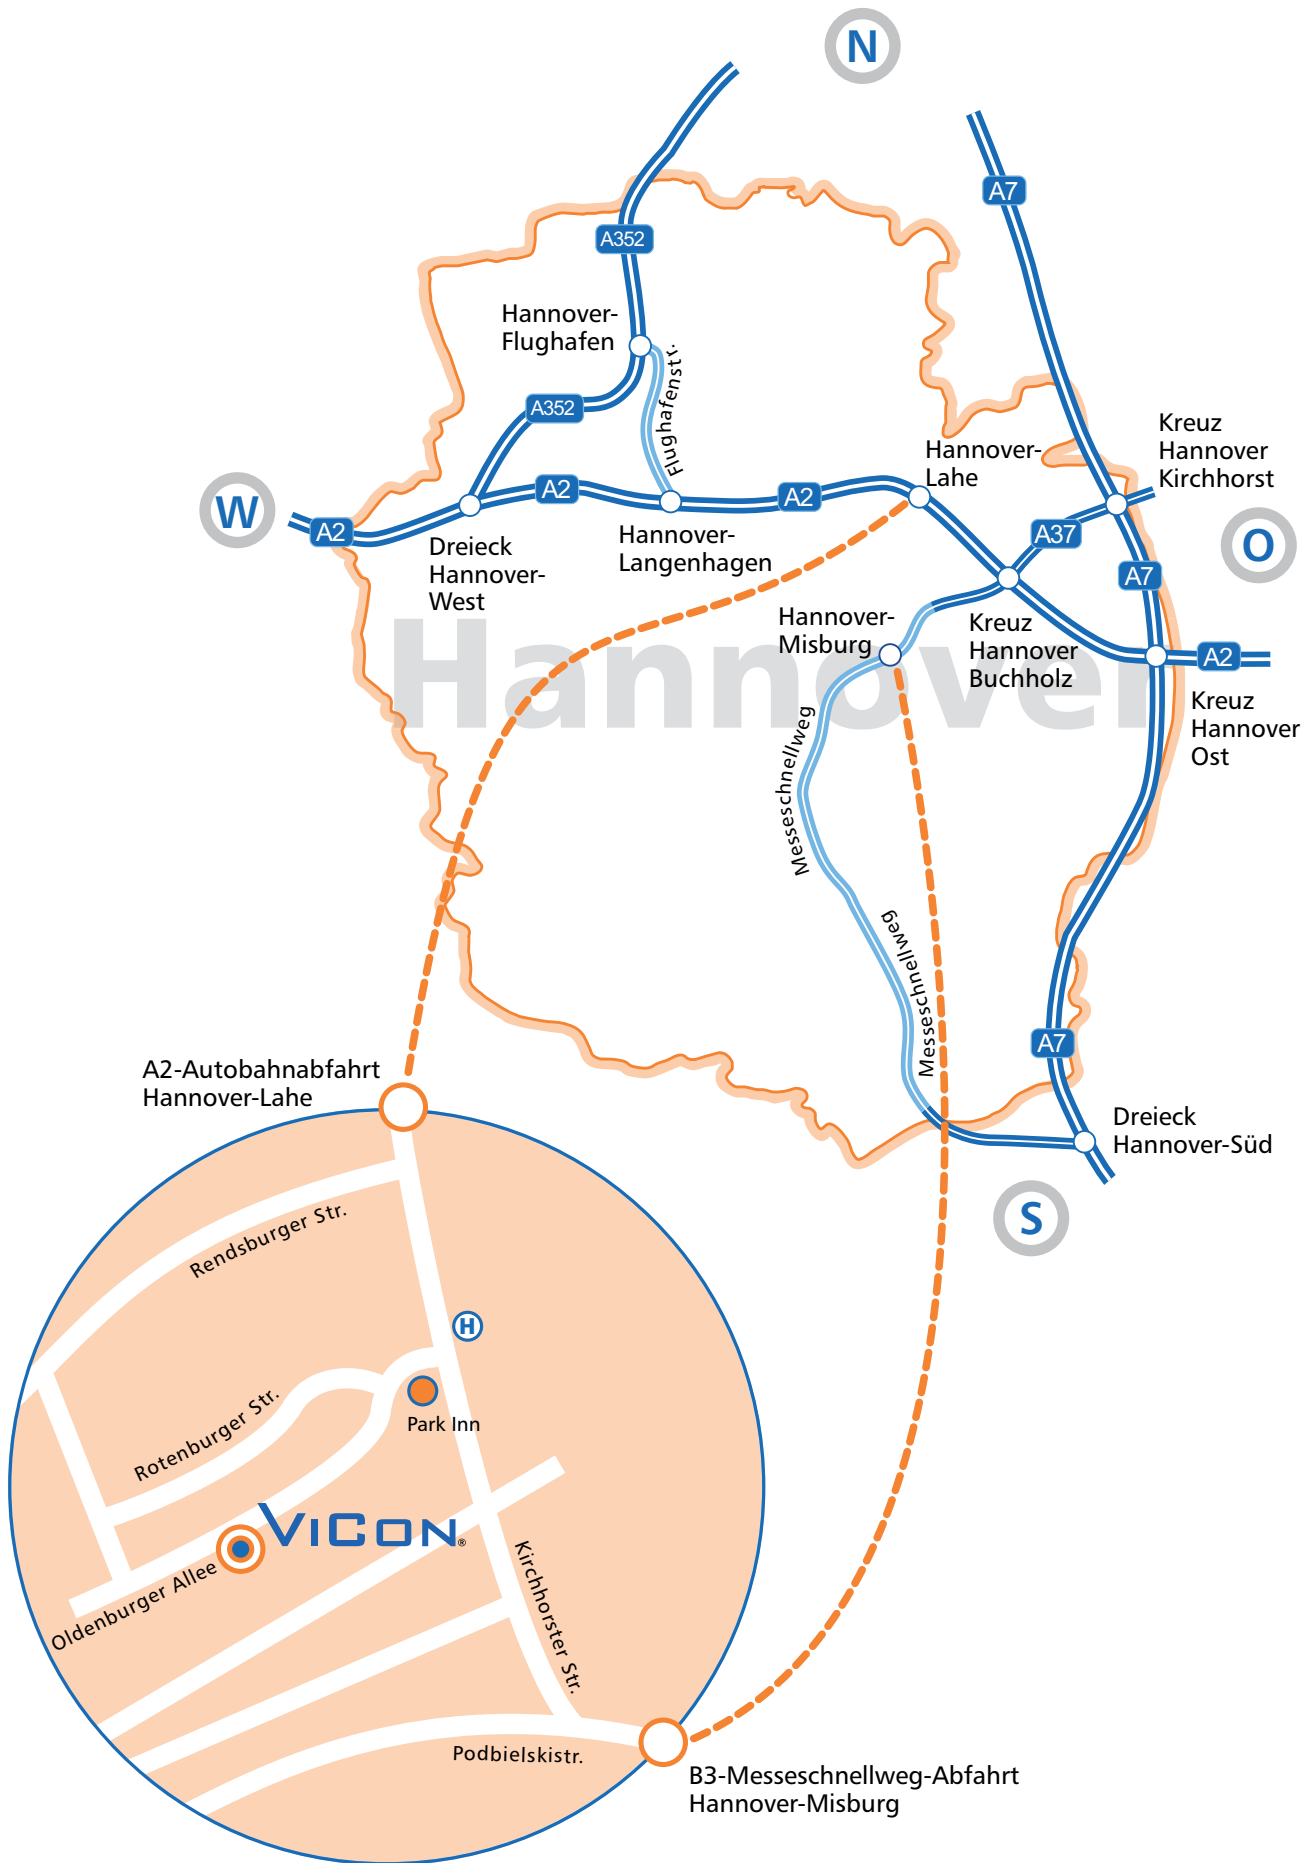 N
A7
A352
Hannover-
Flughafen
Flughafenstr.
A352
Kreuz
Hannover
Kirchhorst
Hannover-
Lahe
W
A2
A2
A2
A37
O
Dreieck
Hannover-
West
Hannover-
Langenhagen
A7
Hannover-
Misburg
Kreuz
Hannover
Buchholz
A2
Hannover
Kreuz
Hannover
Ost
Messeschnellweg
Messeschnellweg
A7
A2-Autobahnabfahrt
Hannover-Lahe
Dreieck
Hannover-Süd
S
Rendsburger Str.
H
Rotenburger Str.
Park Inn
VICON®
Oldenburger Allee
Kirchhorster Str.
Podbielskistr.
B3-Messeschnellweg-Abfahrt
Hannover-Misburg